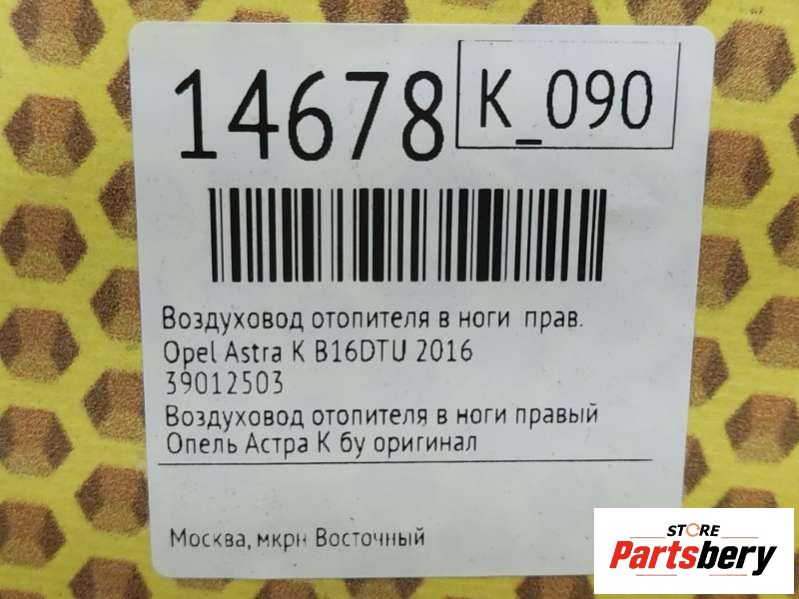 14678
K_090
Воздуховод отопителя в ноги прав.
Opel Astra K B16DTU 2016
39012503
Воздуховод отопителя в ноги правый
Опель Астра К бу оригинал
Москва, мкрн Восточный
STORE
Partsbery